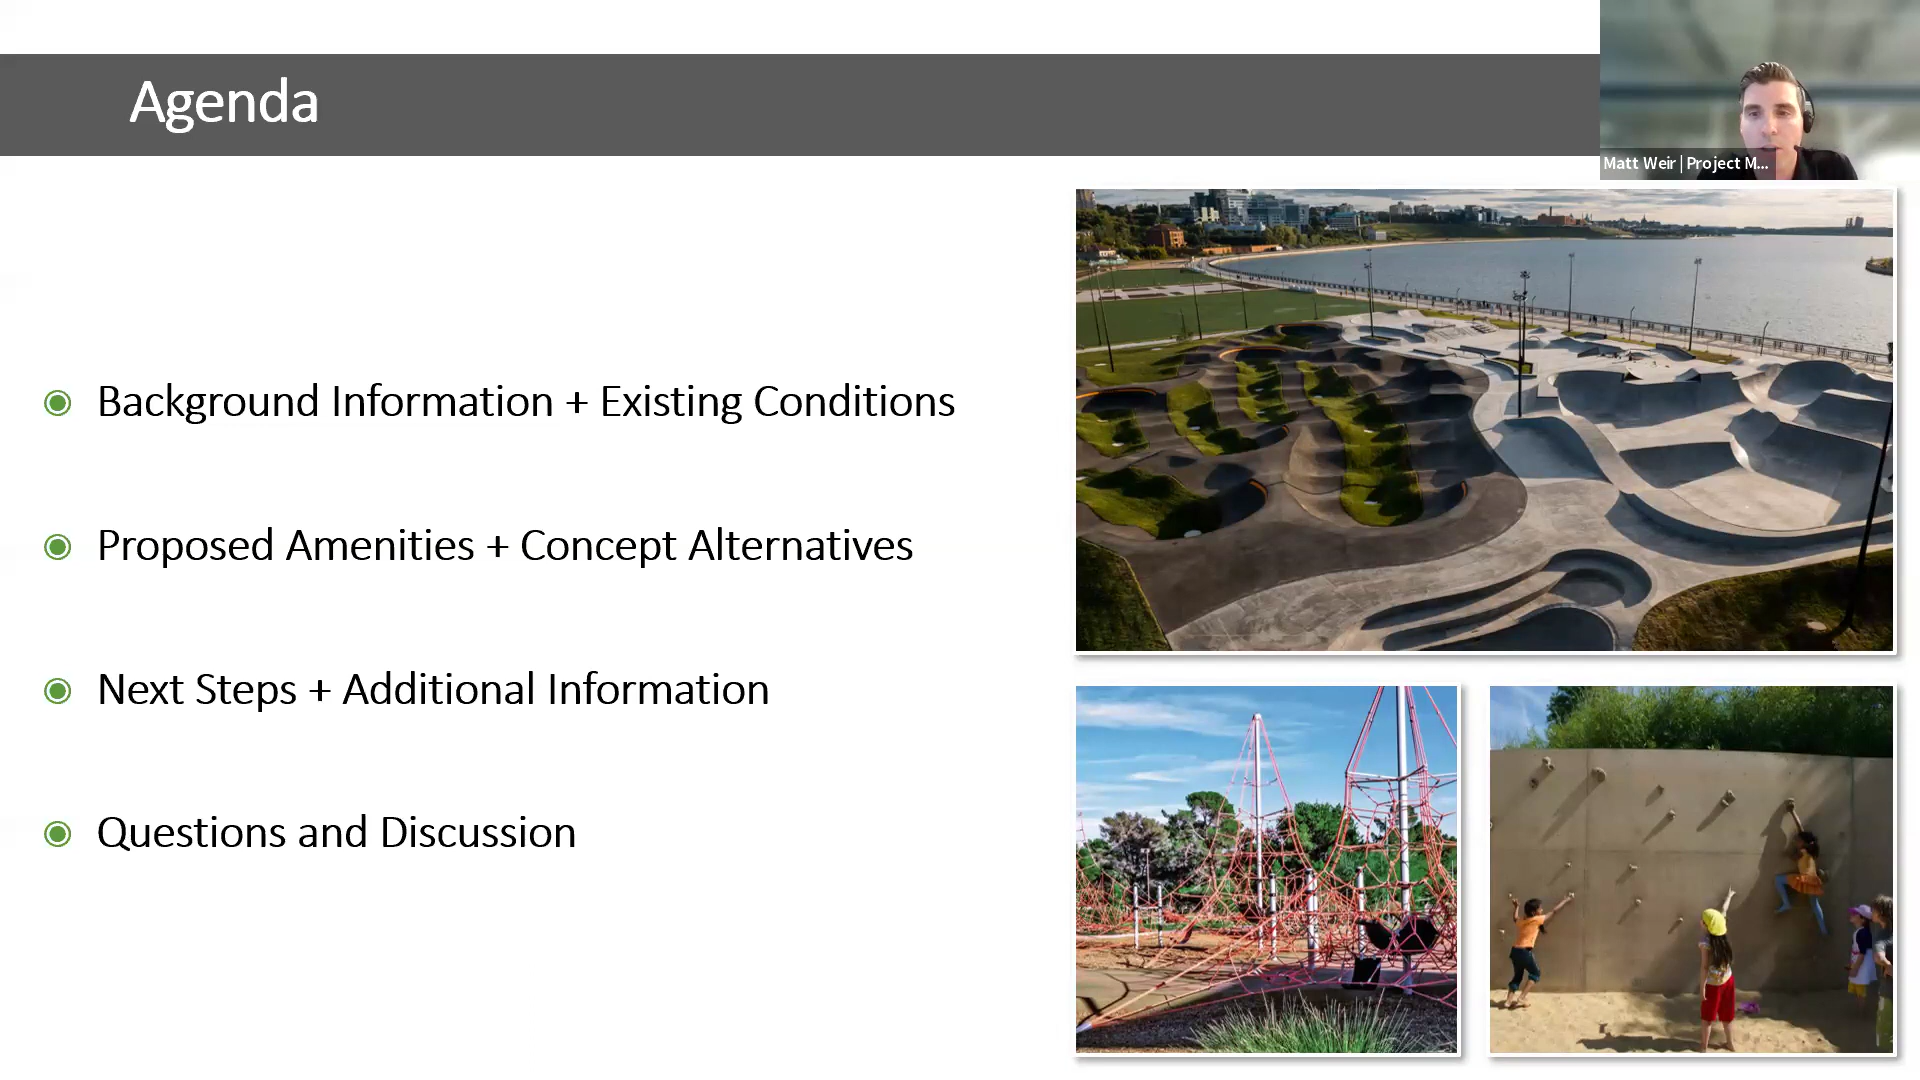 Agenda
Matt Weir | Project M...
Background Information + Existing Conditions
Proposed Amenities + Concept Alternatives
Next Steps + Additional Information
Questions and Discussion